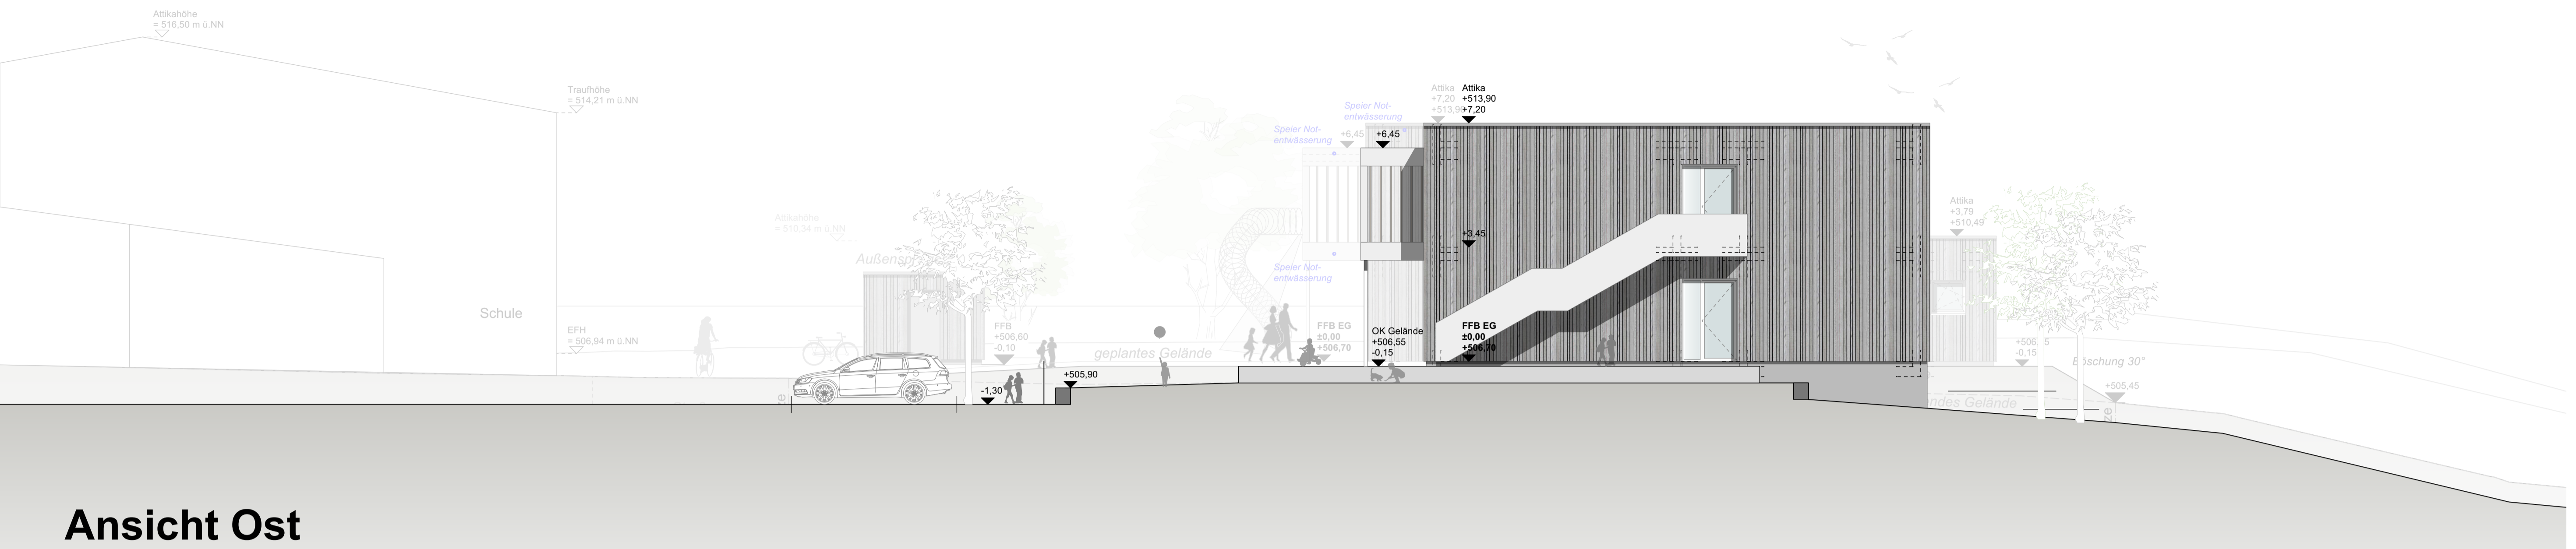 Attikahöhe
= 516,50 m ü.NN
Traufhöhe
= 514,21 m ü.NN
Attikahöhe
= 510,34 m ü.NN
Schule
EFH
= 506,94 m ü.NN
FFB
+506,60
-0,10
-1,30
+505,90
geplantes Gelände
Speier Not-
entwässerung
Speier Not-
entwässerung
Speier Not-
entwässerung
+6,45
+6,45
Attika
+7,20
Attika
+513,90
+7,20
+3,45
FFB EG
±0,00
+506,70
OK Gelände
+506,55
-0,15
FFB EG
±0,00
+506,70
Attika
+3,79
+510,49
-0,15
Böschung 30°
+505,45
Gelände
Ansicht Ost